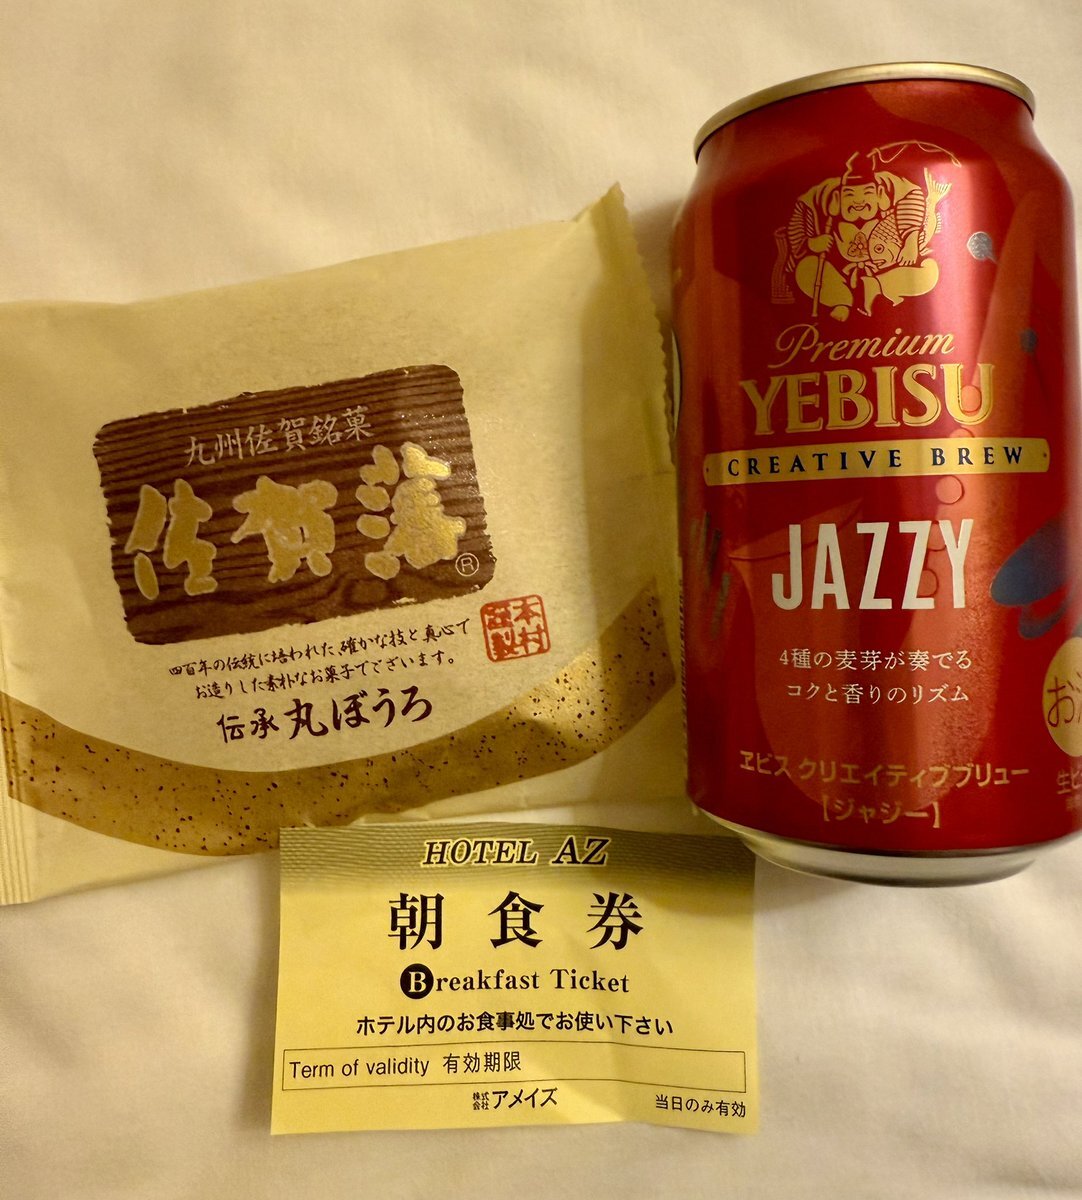 九州佐賀銘菓
佐賀藩
®
四百年の伝統に培われた、確かな技と真心で
お造りした素朴なお菓子でございます。
伝承 丸ぼうろ
本村
謹製
Premium
YEBISU
CREATIVE BREW
JAZZY
4種の麦芽が奏でる
コクと香りのリズム
ヱビス クリエイティブブリュー
【ジャジー】
お
生ビ
HOTEL AZ
朝食券
Breakfast Ticket
ホテル内のお食事処でお使い下さい
Term of validity 有効期限
株式会社 アメイズ
当日のみ有効